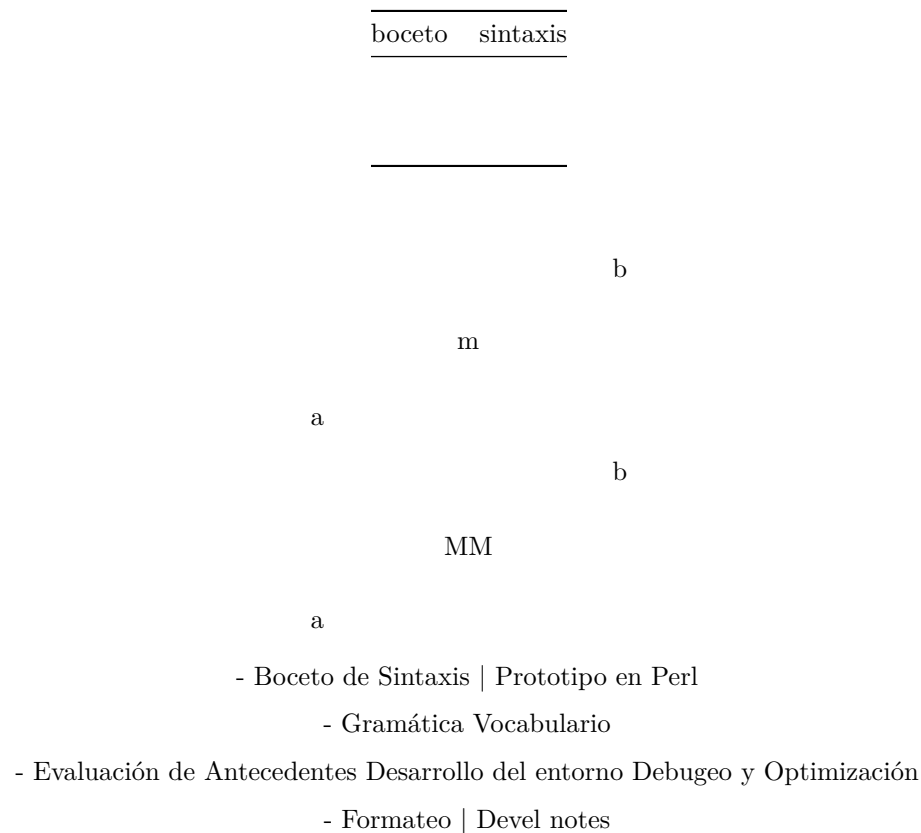 boceto sintaxis
b
m
a
b
MM
a
- Boceto de Sintaxis | Prototipo en Perl
- Gramática Vocabulario
- Evaluación de Antecedentes Desarrollo del entorno Debugeo y Optimización
- Formateo | Devel notes